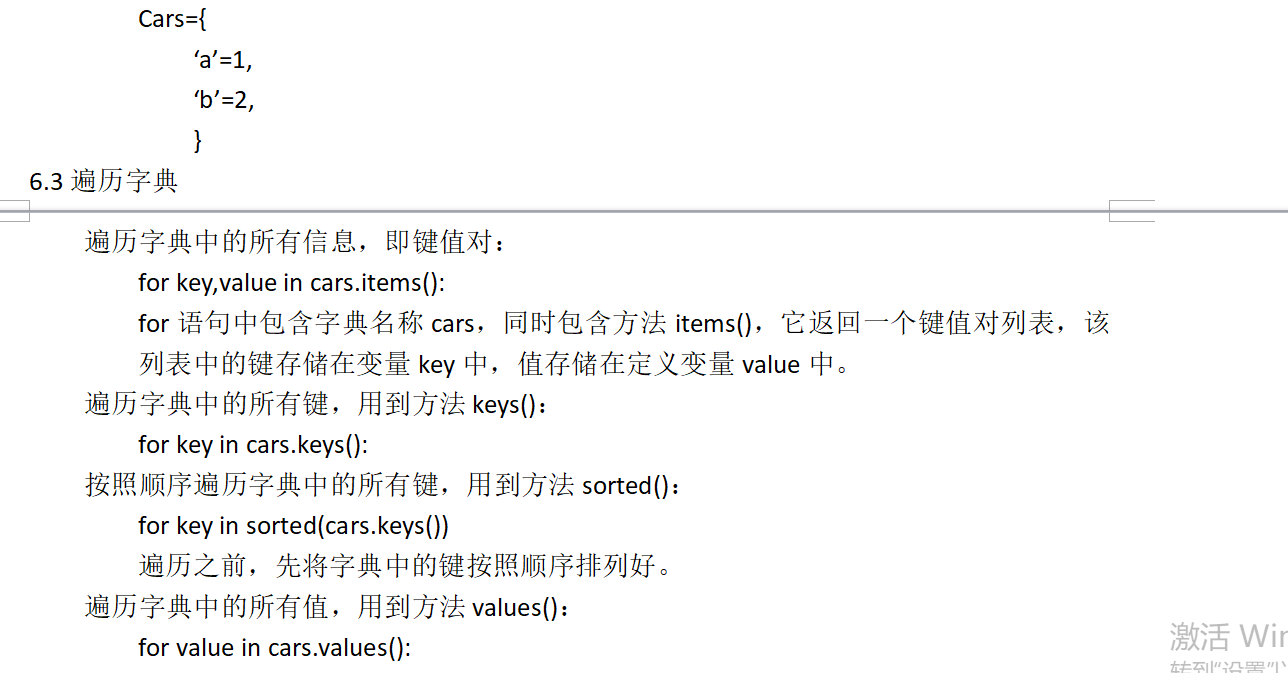 Cars={
‘a’=1,
‘b’=2,
}
6.3 遍历字典
遍历字典中的所有信息，即键值对：
for key,value in cars.items():
for 语句中包含字典名称 cars，同时包含方法 items()，它返回一个键值对列表，该
列表中的键存储在变量 key 中，值存储在定义变量 value 中。
遍历字典中的所有键，用到方法 keys()：
for key in cars.keys():
按照顺序遍历字典中的所有键，用到方法 sorted()：
for key in sorted(cars.keys())
遍历之前，先将字典中的键按照顺序排列好。
遍历字典中的所有值，用到方法 values()：
for value in cars.values():
激活 Win
转到“设置”